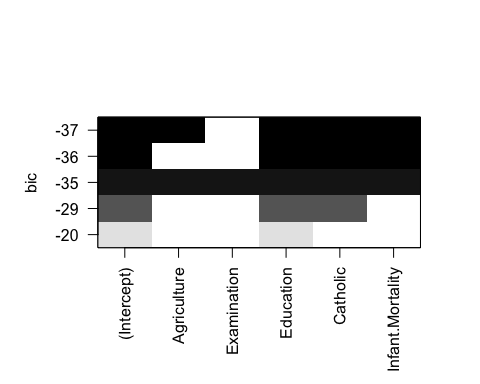 -37
-36
-35
-29
-20
bic
(Intercept)
Agriculture
Examination
Education
Catholic
Infant.Mortality